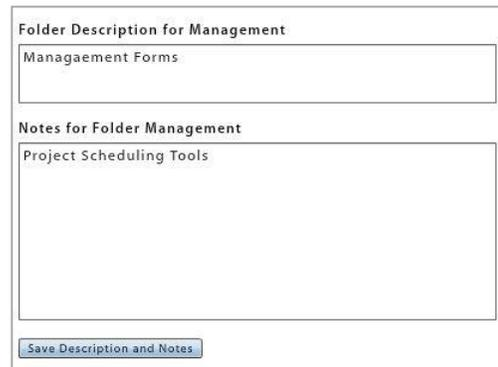 Folder Description for Management
Managaement Forms
Notes for Folder Management
Project Scheduling Tools
Save Description and Notes